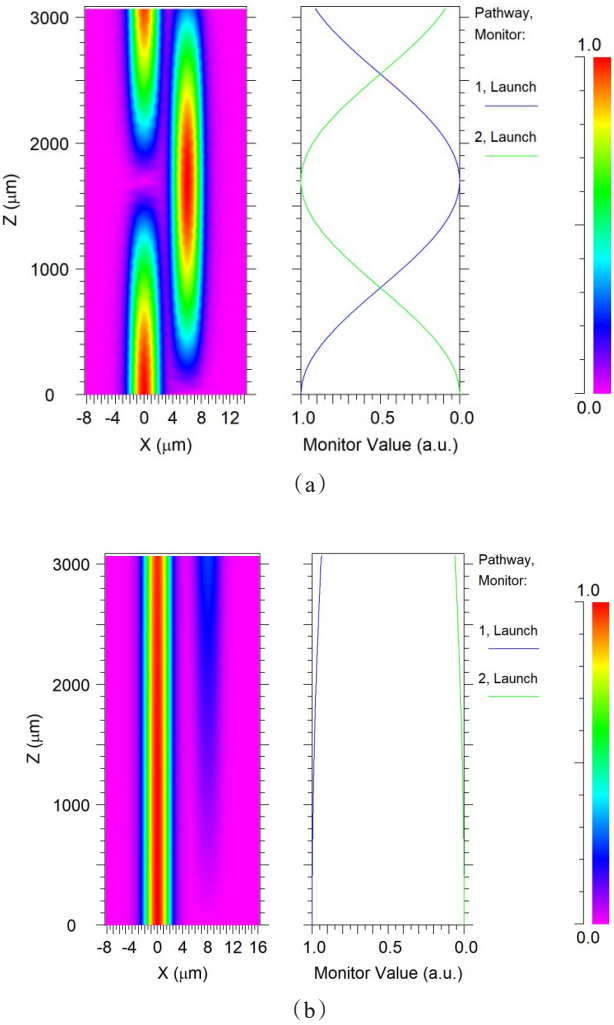 3000
2000
1000
0
Z (μm)
-8 -4 0 4 8 12
X (μm)
1.0 0.5 0.0
Monitor Value (a.u.)
Pathway,
Monitor:
1, Launch
2, Launch
1.0
0.0
(a)
3000
2000
1000
0
Z (μm)
-8 -4 0 4 8 12 16
X (μm)
1.0 0.5 0.0
Monitor Value (a.u.)
Pathway,
Monitor:
1, Launch
2, Launch
1.0
0.0
(b)